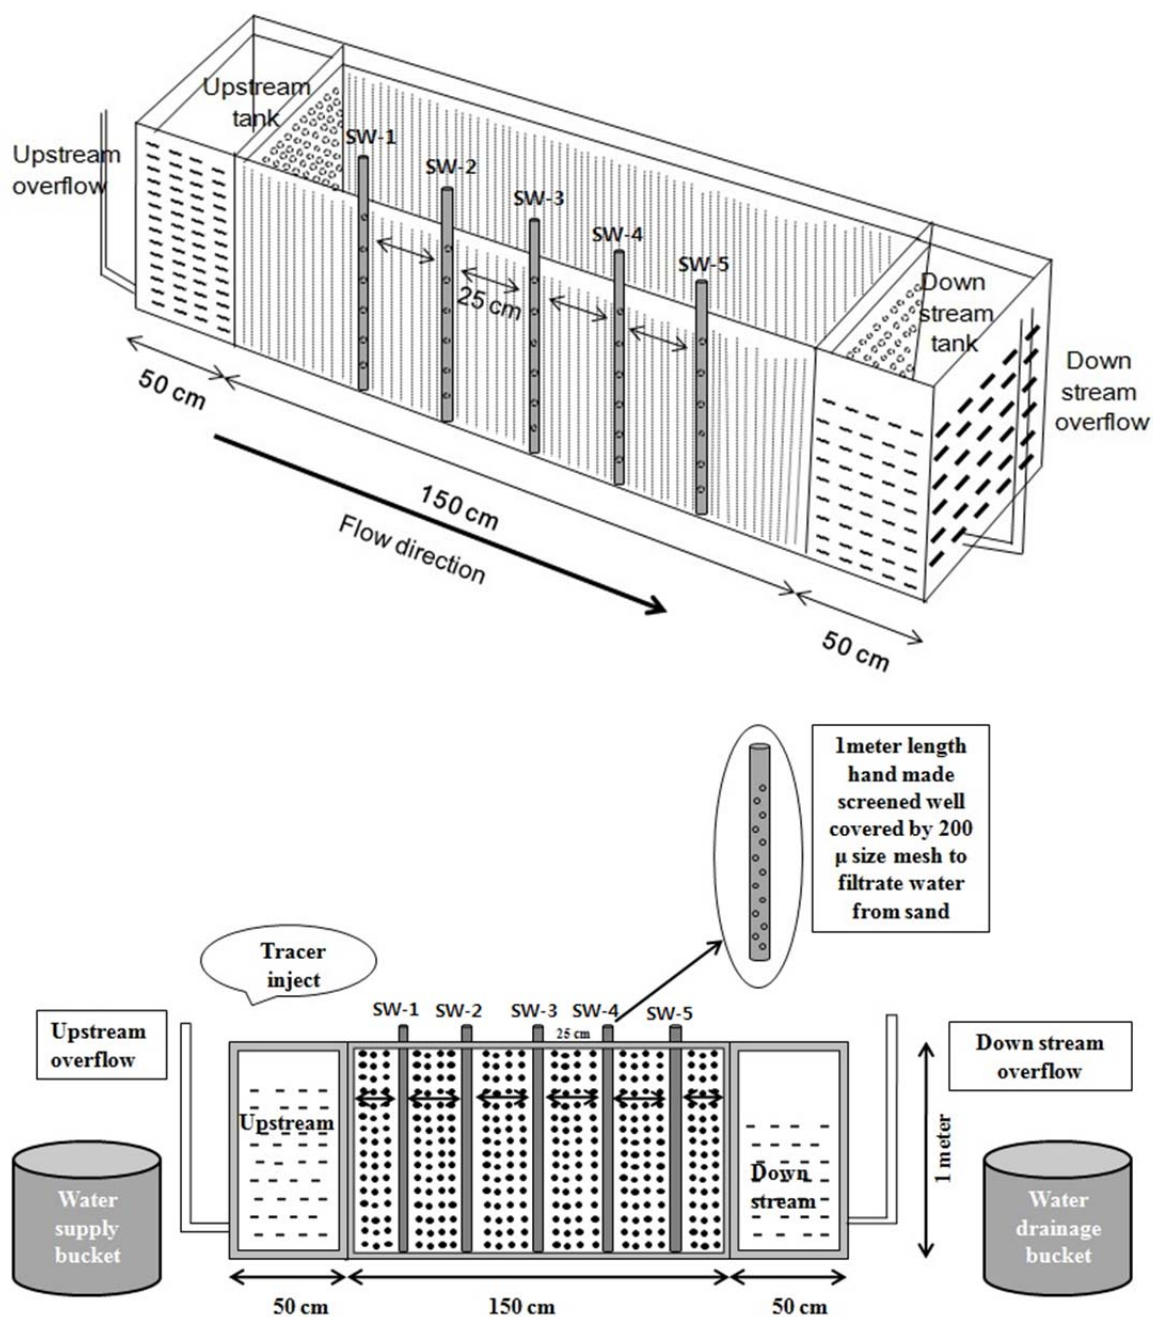 Upstream
tank
SW-1
Upstream
overflow
SW-2
SW-3
SW-4
SW-5
25 cm
Down
stream
tank
Down
stream
overflow
50 cm
150 cm
Flow direction
50 cm
1meter length
hand made
screened well
covered by 200
µ size mesh to
filtrate water
from sand
Tracer
inject
SW-1
SW-2
SW-3
SW-4
SW-5
25 cm
Upstream
overflow
Down stream
overflow
Upstream
Down
stream
1 meter
Water
supply
bucket
Water
drainage
bucket
50 cm
150 cm
50 cm